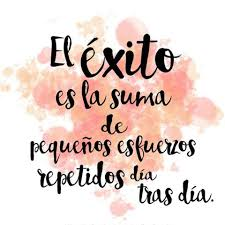 El éxito
es la suma
de
pequeños esfuerzos
repetidos día
tras día.